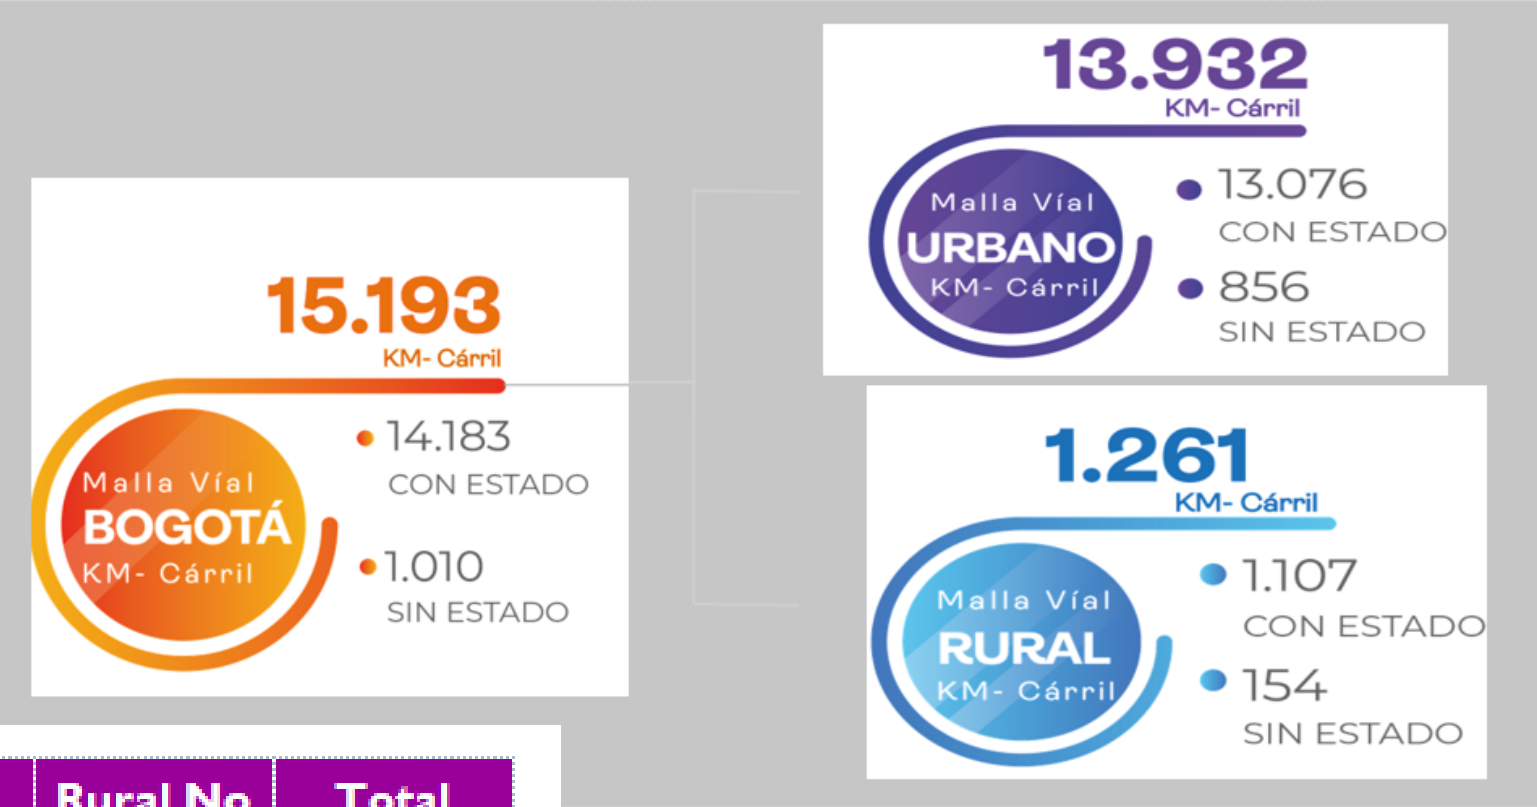 15.193
KM- Cárril
Malla Víal
BOGOTÁ
KM- Cárril
14.183
CON ESTADO
1.010
SIN ESTADO
13.932
KM- Cárril
Malla Víal
URBANO
KM- Cárril
13.076
CON ESTADO
856
SIN ESTADO
1.261
KM- Cárril
Malla Víal
RURAL
KM- Cárril
1.107
CON ESTADO
154
SIN ESTADO
Rural No Total